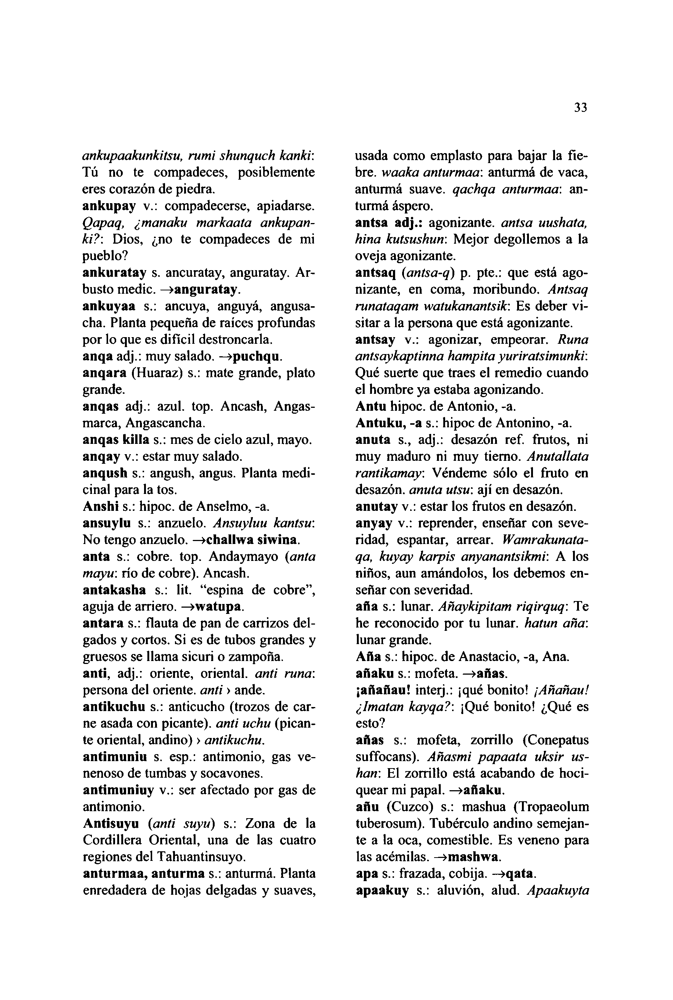 33
ankupaakunkitsu, rumi shunquch kanki:
Tú no te compadeces, posiblemente
eres corazón de piedra.
ankupay v.: compadecerse, apiadarse.
Qapaq, ¿manaku markaata ankupan-
ki?: Dios, ¿no te compadeces de mi
pueblo?
ankuratay s. ancuratay, anguratay. Ar-
busto medic. →anguratay.
ankuyaa s.: ancuya, anguyá, angusa-
cha. Planta pequeña de raíces profundas
por lo que es difícil destroncarla.
anqa adj.: muy salado. →puchqu.
anqara (Huaraz) s.: mate grande, plato
grande.
anqas adj.: azul. top. Ancash, Angas-
marca, Angascancha.
anqas killa s.: mes de cielo azul, mayo.
anqay v.: estar muy salado.
anqush s.: angush, angus. Planta medi-
cinal para la tos.
Anshi s.: hipoc. de Anselmo, -a.
ansuylu s.: anzuelo. Ansuyluu kantsu:
No tengo anzuelo. →challwa siwina.
anta s.: cobre. top. Andaymayo (anta
mayu: río de cobre). Ancash.
antakasha s.: lit. “espina de cobre”,
aguja de arriero. →watupa.
antara s.: flauta de pan de carrizos del-
gados y cortos. Si es de tubos grandes y
gruesos se llama sicuri o zampoña.
anti, adj.: oriente, oriental. anti runa:
persona del oriente. anti › ande.
antikuchu s.: anticucho (trozos de car-
ne asada con picante). anti uchu (pican-
te oriental, andino) › antikuchu.
antimuniu s. esp.: antimonio, gas ve-
nenoso de tumbas y socavones.
antimuniuy v.: ser afectado por gas de
antimonio.
Antisuyu (anti suyu) s.: Zona de la
Cordillera Oriental, una de las cuatro
regiones del Tahuantinsuyo.
anturmaa, anturma s.: anturmá. Planta
enredadera de hojas delgadas y suaves,
usada como emplasto para bajar la fie-
bre. waaka anturmaa: anturmá de vaca,
anturmá suave. qachqa anturmaa: an-
turmá áspero.
antsa adj.: agonizante. antsa uushata,
hina kutsushun: Mejor degollemos a la
oveja agonizante.
antsaq (antsa-q) p. pte.: que está ago-
nizante, en coma, moribundo. Antsaq
runataqam watukanantsik: Es deber vi-
sitar a la persona que está agonizante.
antsay v.: agonizar, empeorar. Runa
antsaykaptinna hampita yuriratsimunki:
Qué suerte que traes el remedio cuando
el hombre ya estaba agonizando.
Antu hipoc. de Antonio, -a.
Antuku, -a s.: hipoc de Antonino, -a.
anuta s., adj.: desazón ref. frutos, ni
muy maduro ni muy tierno. Anutallata
rantikamay: Véndeme sólo el fruto en
desazón. anuta utsu: ají en desazón.
anutay v.: estar los frutos en desazón.
anyay v.: reprender, enseñar con seve-
ridad, espantar, arrear. Wamrakunata-
qa, kuyay karpis anyanantsikmi: A los
niños, aun amándolos, los debemos en-
señar con severidad.
aña s.: lunar. Añaykipitam riqirquq: Te
he reconocido por tu lunar. hatun aña:
lunar grande.
Aña s.: hipoc. de Anastacio, -a, Ana.
añaku s.: mofeta. →añas.
¡añañau! interj.: ¡qué bonito! ¡Añañau!
¿Imatan kayqa?: ¡Qué bonito! ¿Qué es
esto?
añas s.: mofeta, zorrillo (Conepatus
suffocans). Añasmi papaata uksir us-
han: El zorrillo está acabando de hoci-
quear mi papal. →añaku.
añu (Cuzco) s.: mashua (Tropaeolum
tuberosum). Tubérculo andino semejan-
te a la oca, comestible. Es veneno para
las acémilas. →mashwa.
apa s.: frazada, cobija. →qata.
apaakuy s.: aluvión, alud. Apaakuyta